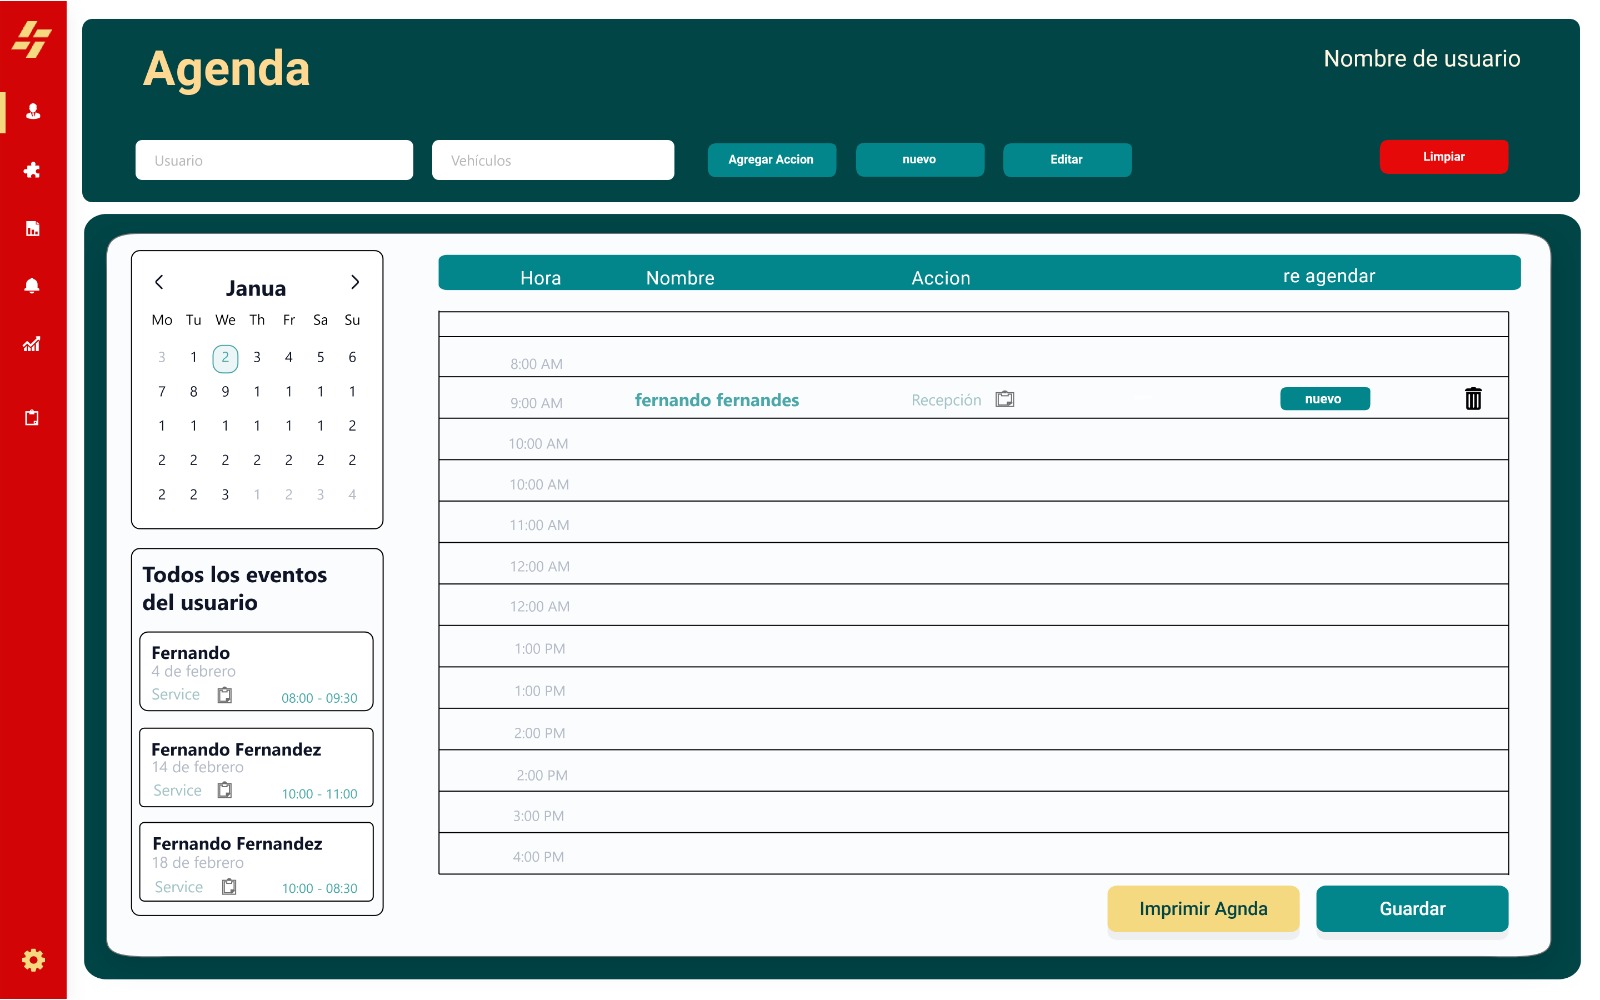 Agenda
Nombre de usuario
Usuario
Vehículos
Agregar Accion
nuevo
Editar
Limpiar
Janua
Mo Tu We Th Fr Sa Su
3 1 2 3 4 5 6
7 8 9 1 1 1 1
1 1 1 1 1 1 2
2 2 2 2 2 2 2
2 2 3 1 2 3 4
Todos los eventos
del usuario
Fernando
4 de febrero
Service 08:00 - 09:30
Fernando Fernandez
14 de febrero
Service 10:00 - 11:00
Fernando Fernandez
18 de febrero
Service 10:00 - 08:30
Hora Nombre Accion re agendar
8:00 AM
9:00 AM fernando fernandes Recepción nuevo
10:00 AM
10:00 AM
11:00 AM
12:00 AM
12:00 AM
1:00 PM
1:00 PM
2:00 PM
2:00 PM
3:00 PM
4:00 PM
Imprimir Agnda
Guardar